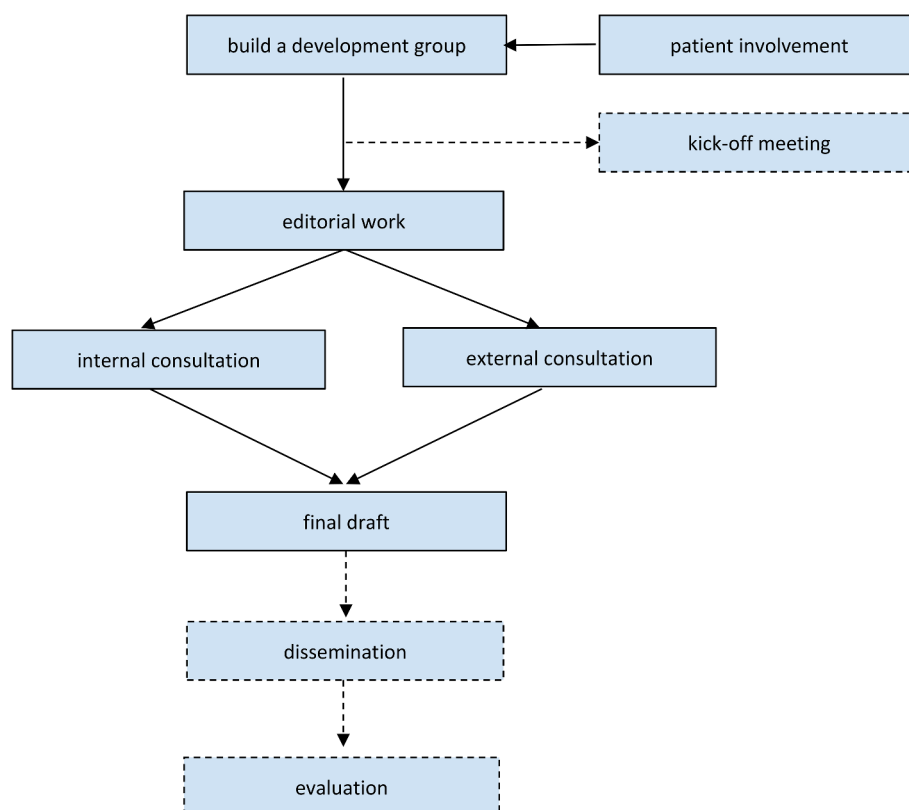 build a development group
patient involvement
kick-off meeting
editorial work
internal consultation
external consultation
final draft
dissemination
evaluation